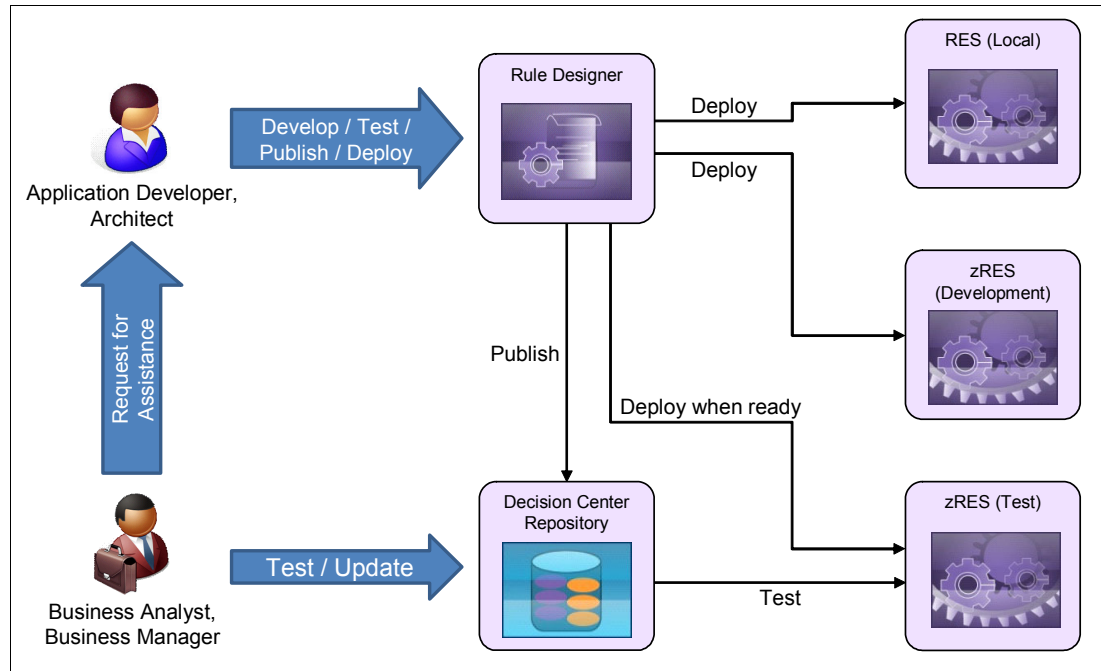 RES (Local)
Rule Designer
Deploy
Develop / Test /
Publish / Deploy
Deploy
Application Developer,
Architect
zRES
(Development)
Request for
Assistance
Publish
Deploy when ready
Decision Center
Repository
zRES (Test)
Test / Update
Test
Business Analyst,
Business Manager